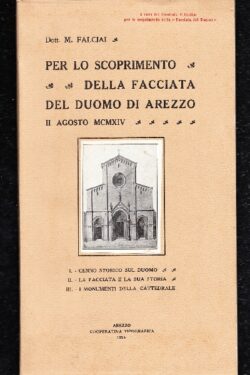 Dott. M. FALCIAI
PER LO SCOPRIMENTO
DELLA FACCIATA
DEL DUOMO DI AREZZO
II AGOSTO MCMXIV
I. - CENNO STORICO SUL DUOMO
II. - LA FACCIATA E LA SUA STORIA
III. - I MONUMENTI DELLA CATTEDRALE
AREZZO
COOPERATIVA TIPOGRAFICA